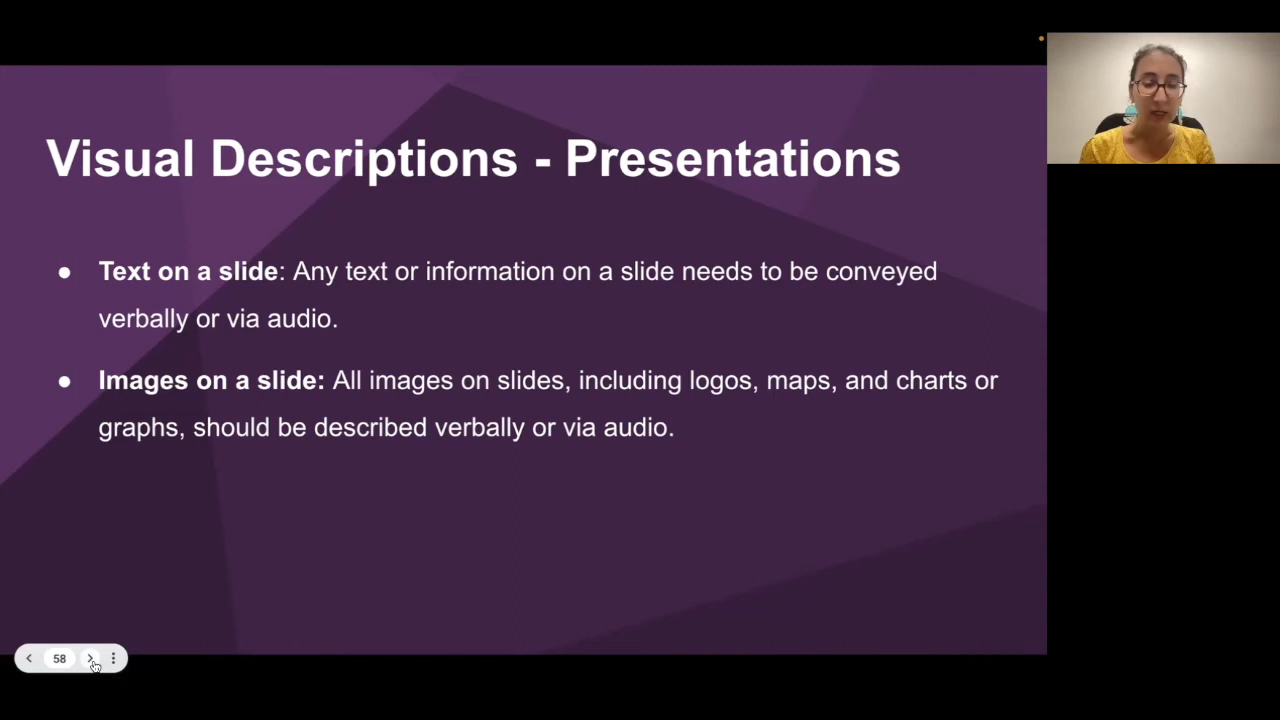 Visual Descriptions - Presentations
● Text on a slide: Any text or information on a slide needs to be conveyed
verbally or via audio.
● Images on a slide: All images on slides, including logos, maps, and charts or
graphs, should be described verbally or via audio.
58